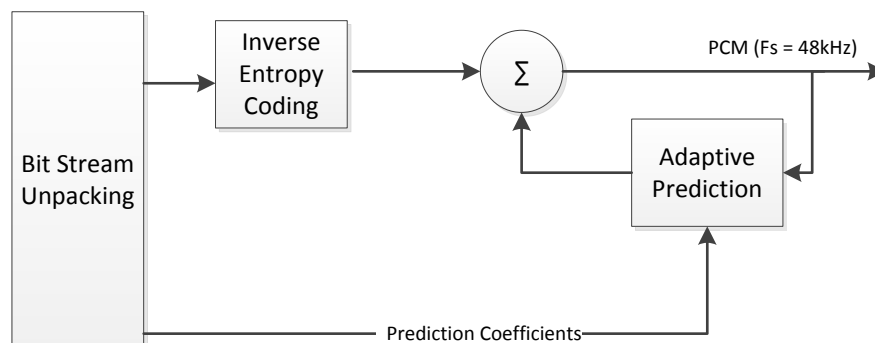 Bit Stream
Unpacking
Inverse
Entropy
Coding
Σ
PCM (Fs = 48kHz)
Adaptive
Prediction
Prediction Coefficients